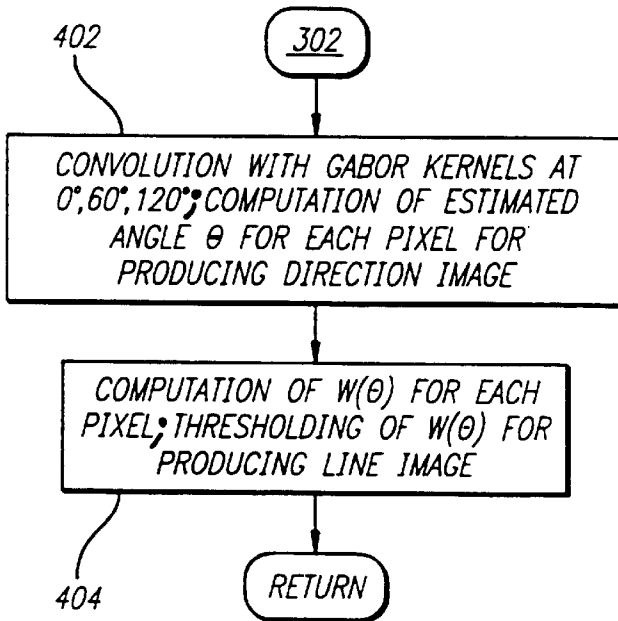 402
302
CONVOLUTION WITH GABOR KERNELS AT
0°,60°,120°; COMPUTATION OF ESTIMATED
ANGLE θ FOR EACH PIXEL FOR
PRODUCING DIRECTION IMAGE
COMPUTATION OF W(θ) FOR EACH
PIXEL; THRESHOLDING OF W(θ) FOR
PRODUCING LINE IMAGE
RETURN
404